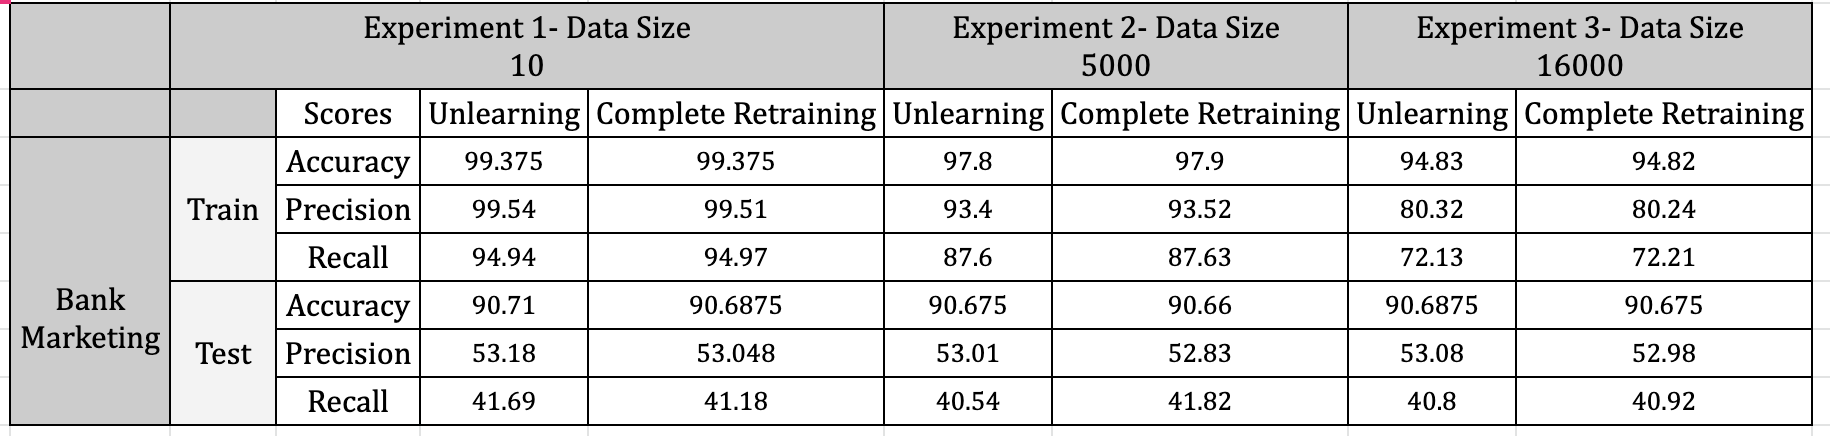 Experiment 1- Data Size 10 Experiment 2- Data Size 5000 Experiment 3- Data Size 16000
Scores Unlearning Complete Retraining Unlearning Complete Retraining Unlearning Complete Retraining
Bank Marketing
Train
Accuracy 99.375 99.375 97.8 97.9 94.83 94.82
Precision 99.54 99.51 93.4 93.52 80.32 80.24
Recall 94.94 94.97 87.6 87.63 72.13 72.21
Test
Accuracy 90.71 90.6875 90.675 90.66 90.6875 90.675
Precision 53.18 53.048 53.01 52.83 53.08 52.98
Recall 41.69 41.18 40.54 41.82 40.8 40.92